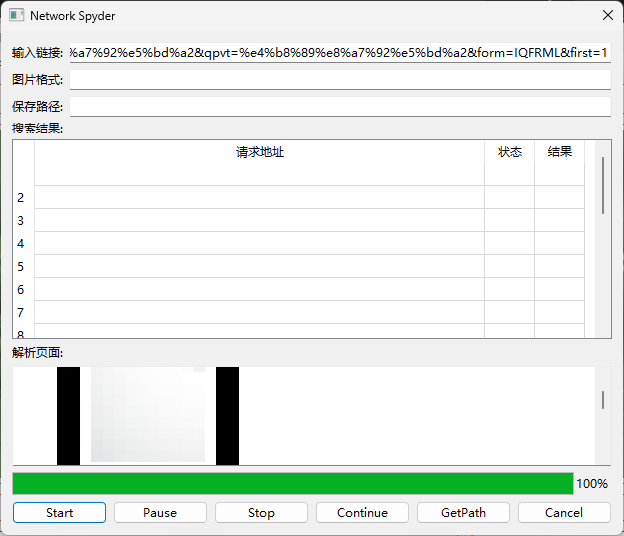 Network Spyder
输入链接: %a7%92%e5%bd%a2&qpvt=%e4%b8%89%e8%a7%92%e5%bd%a2&form=IQFRML&first=1
图片格式:
保存路径:
搜索结果:
请求地址 状态 结果
2
3
4
5
6
7
8
解析页面:
100%
Start Pause Stop Continue GetPath Cancel